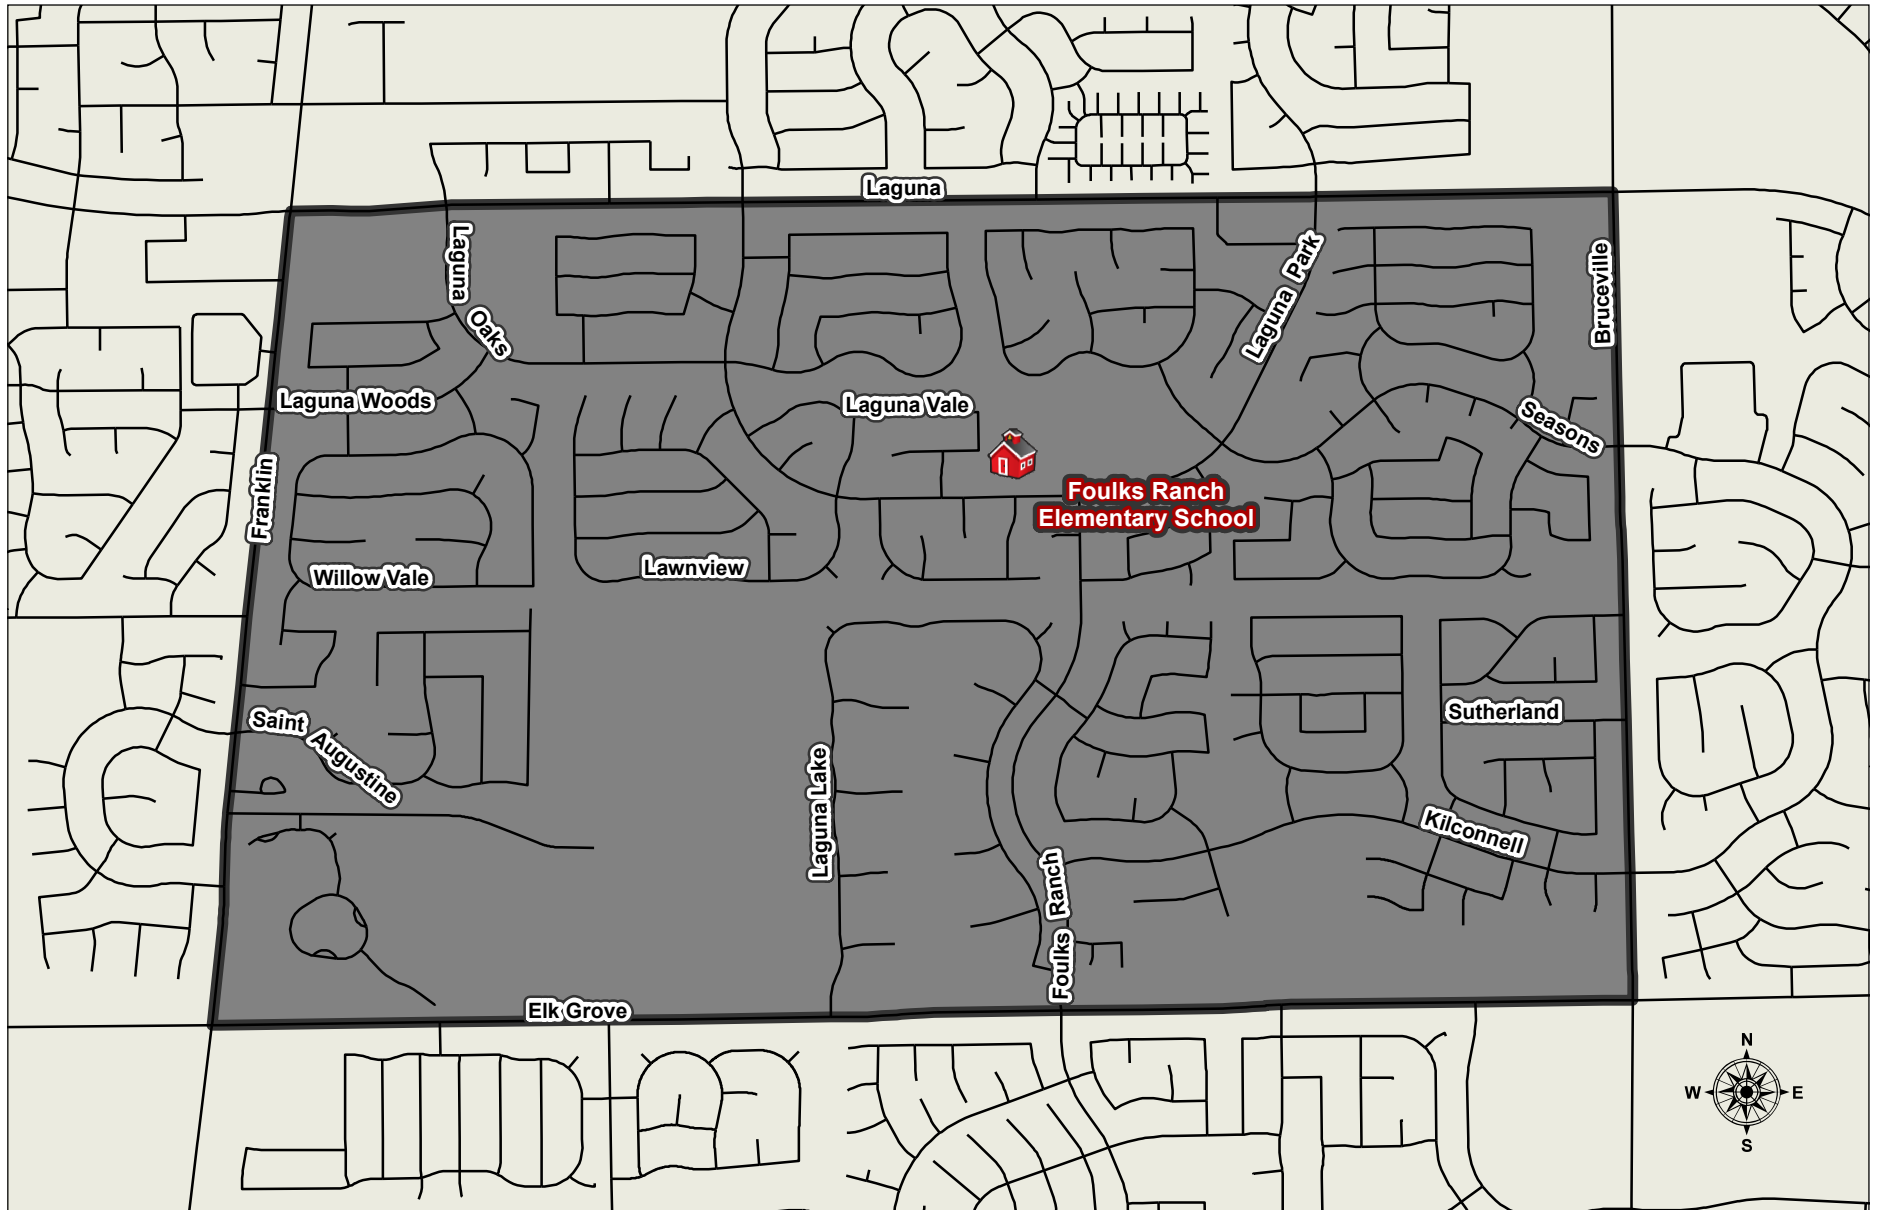 Laguna
Laguna
Oaks
Laguna Park
Bruceville
Laguna Woods
Laguna Vale
Seasons
Frankin
Foulks Ranch
Elementary School
Willow Vale
Lawnview
Saint
Augustine
Sutherland
Laguna Lake
Kilconnell
Foulks Ranch
Elk Grove
N
W
E
S